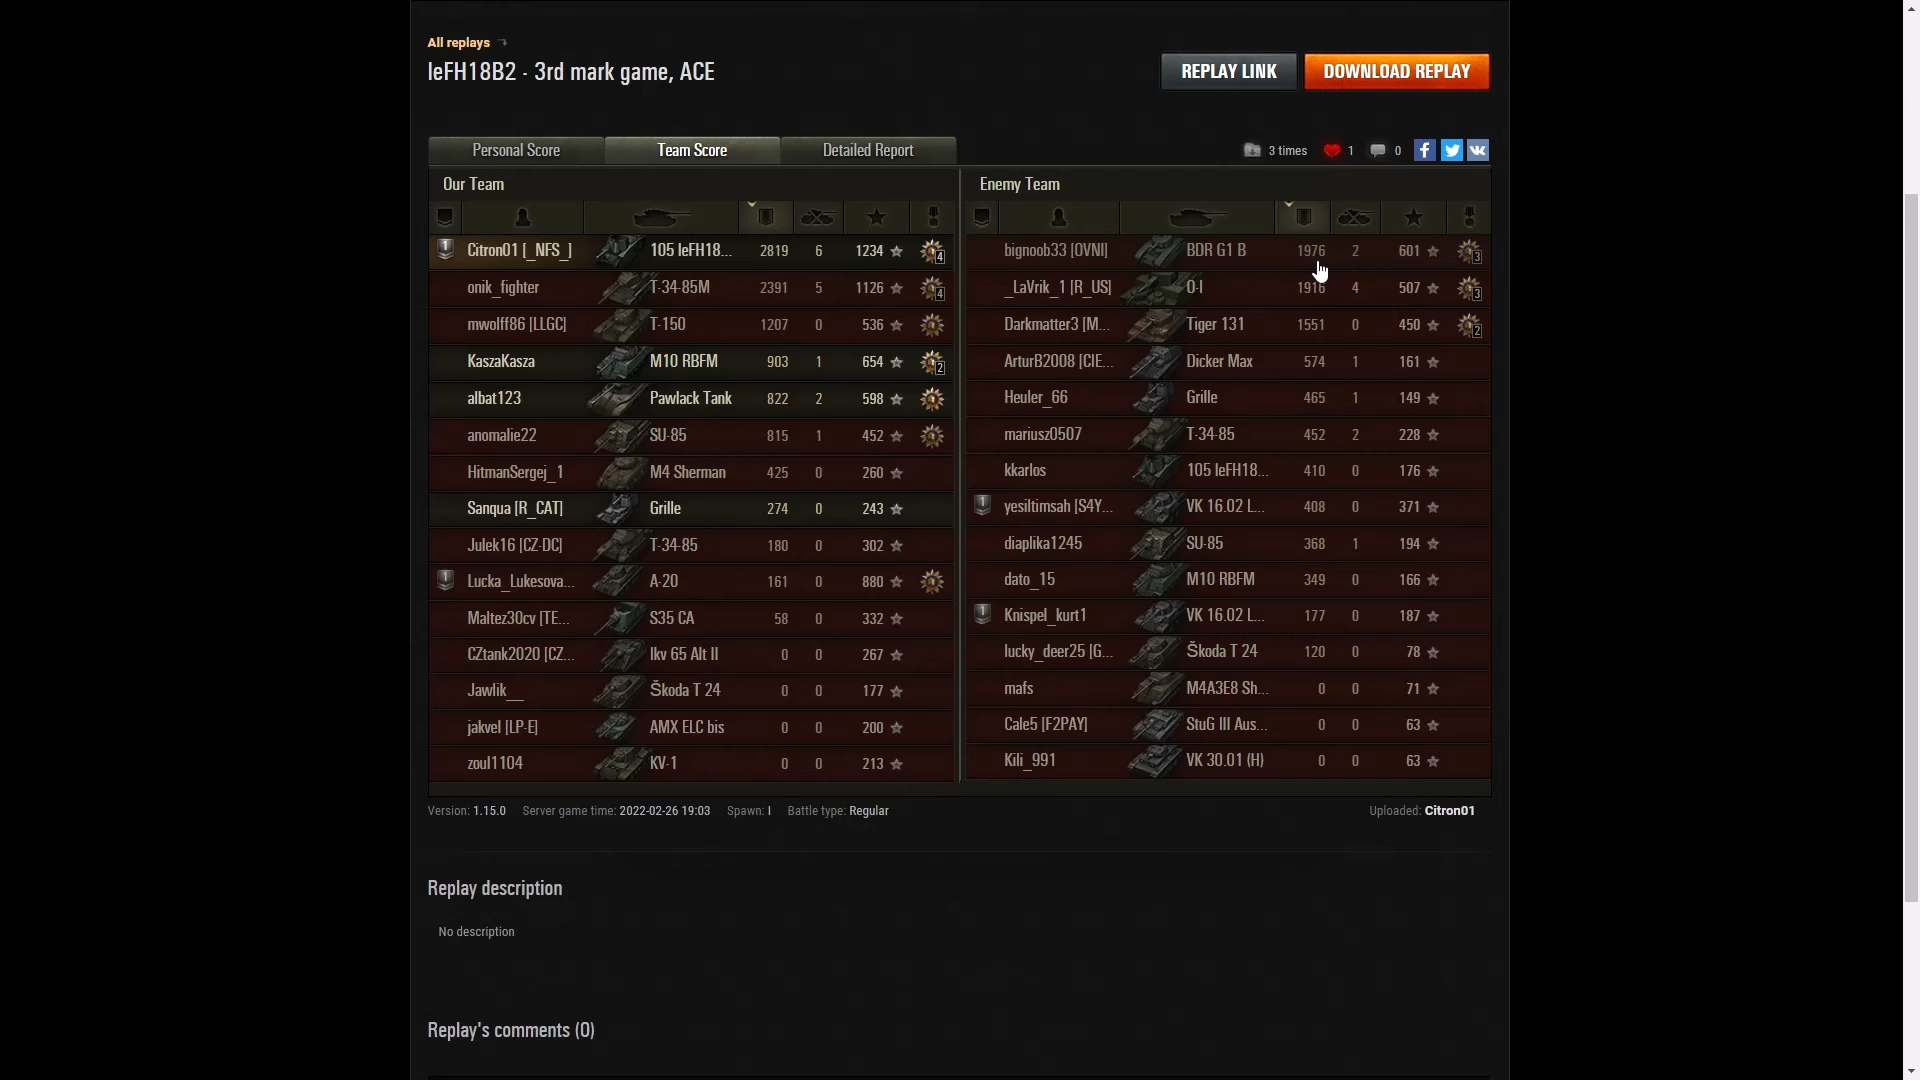 All replays
leFH18B2 - 3rd mark game, ACE
REPLAY LINK
DOWNLOAD REPLAY
Personal Score
Team Score
Detailed Report
3 times
1
0
Our Team
Enemy Team
1 Citron01 [_NFS_] 105 leFH18... 2819 6 1234 4
onik_fighter T-34-85M 2391 5 1126 4
mwolff86 [LLGC] T-150 1207 0 536
KaszaKasza M10 RBFM 903 1 654 2
albat123 Pawlack Tank 822 2 598
anomalie22 SU-85 815 1 452
HitmanSergej_1 M4 Sherman 425 0 260
Sanqua [R_CAT] Grille 274 0 243
Julek16 [CZ-DC] T-34-85 180 0 302
1 Lucka_Lukesova... A-20 161 0 880
Maltez30cv [TE... S35 CA 58 0 332
CZtank2020 [CZ... Ikv 65 Alt II 0 0 267
Jawlik__ Škoda T 24 0 0 177
jakvel [LP-E] AMX ELC bis 0 0 200
zoul1104 KV-1 0 0 213
bignoob33 [OVNI] BDR G1 B 1976 2 601 3
_LaVrik_1 [R_US] O-I 1916 4 507 3
Darkmatter3 [M... Tiger 131 1551 0 450 2
ArturB2008 [CIE... Dicker Max 574 1 161
Heuler_66 Grille 465 1 149
mariusz0507 T-34-85 452 2 228
kkarlos 105 leFH18... 410 0 176
1 yesiltimsah [S4Y... VK 16.02 L... 408 0 371
diaplika1245 SU-85 368 1 194
dato_15 M10 RBFM 349 0 166
1 Knispel_kurt1 VK 16.02 L... 177 0 187
lucky_deer25 [G... Škoda T 24 120 0 78
mafs M4A3E8 Sh... 0 0 71
Cale5 [F2PAY] StuG III Aus... 0 0 63
Kili_991 VK 30.01 (H) 0 0 63
Version: 1.15.0 Server game time: 2022-02-26 19:03 Spawn: I Battle type: Regular
Uploaded: Citron01
Replay description
No description
Replay's comments (0)